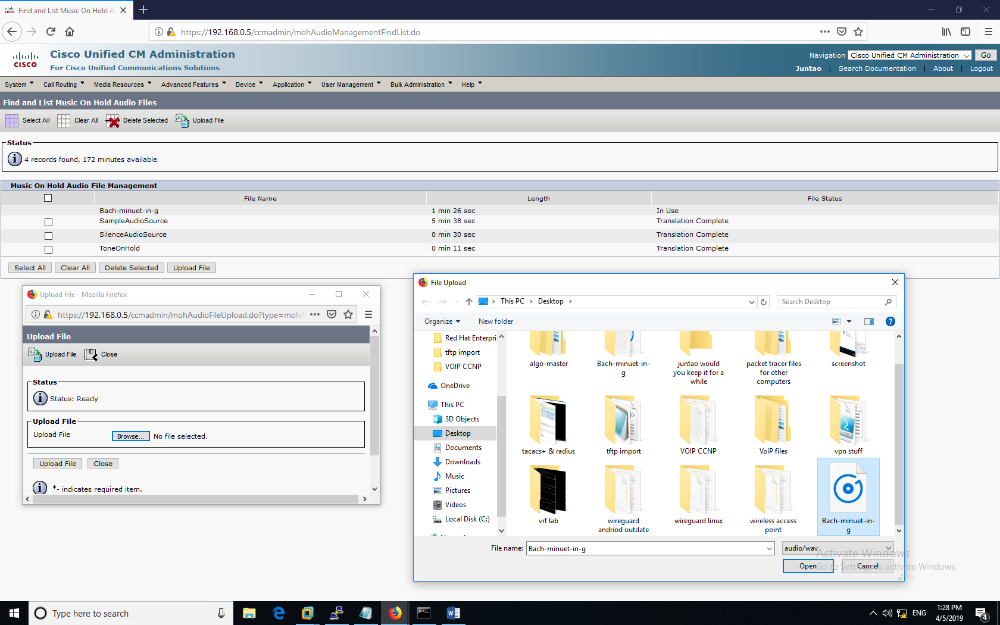 Find and List Music On Hold Au
https://192.168.0.5/ccmadmin/mohAudioManagementFindList.do
CISCO
Cisco Unified CM Administration
For Cisco Unified Communications Solutions
Navigation Cisco Unified CM Administration Go
Juntao | Search Documentation | About | Logout
System Call Routing Media Resources Advanced Features Device Application User Management Bulk Administration Help
Find and List Music On Hold Audio Files
Select All Clear All Delete Selected Upload File
Status
4 records found, 172 minutes available
Music On Hold Audio File Management
File Name Length File Status
Bach-minuet-in-g 1 min 26 sec In Use
SampleAudioSource 5 min 38 sec Translation Complete
SilenceAudioSource 0 min 30 sec Translation Complete
ToneOnHold 0 min 11 sec Translation Complete
Select All Clear All Delete Selected Upload File
Upload File - Mozilla Firefox
https://192.168.0.5/ccmadmin/mohAudioFileUpload.do?type=mohA
Upload File
Upload File Close
Status
Status: Ready
Upload File
Upload File Browse... No file selected.
Upload File Close
*- indicates required item.
File Upload
This PC > Desktop >
Search Desktop
Organize New folder
Red Hat Enterpri
tftp import
VOIP CCNP
OneDrive
This PC
3D Objects
Desktop
Documents
Downloads
Music
Pictures
Videos
Local Disk (C:)
algo-master
Bach-minuet-in-
g
juntao would
you keep it for a
while
packet tracer files
for other
computers
screenshot
tacacs+ & radius
tftp import
VOIP CCNP
VoIP files
vpn stuff
vrf lab
wireguard
andriod outdate
wireguard linux
wireless access
point
Bach-minuet-in-
g
File name: Bach-minuet-in-g
audio/wav
Open Cancel
Activate Windows
Go to Settings to activate Windows.
Type here to search
ENG
1:28 PM
4/5/2019
4